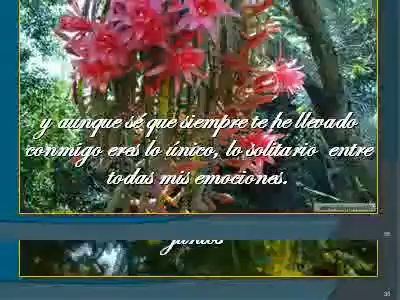 y aunque sé que siempre te he llevado
conmigo eres lo único, lo solitario entre
todas mis emociones.
juntos